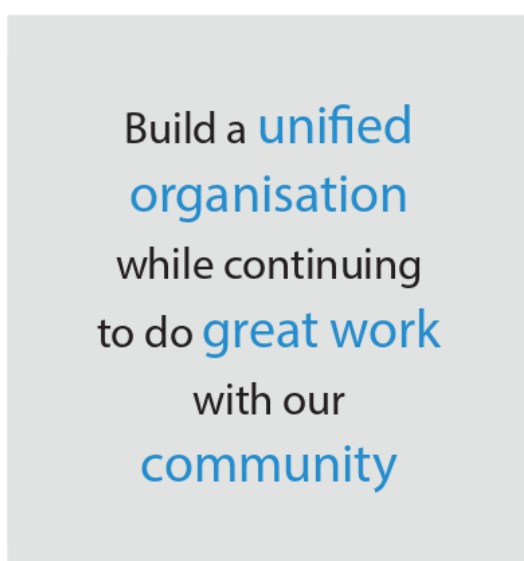 Build a unified
organisation
while continuing
to do great work
with our
community